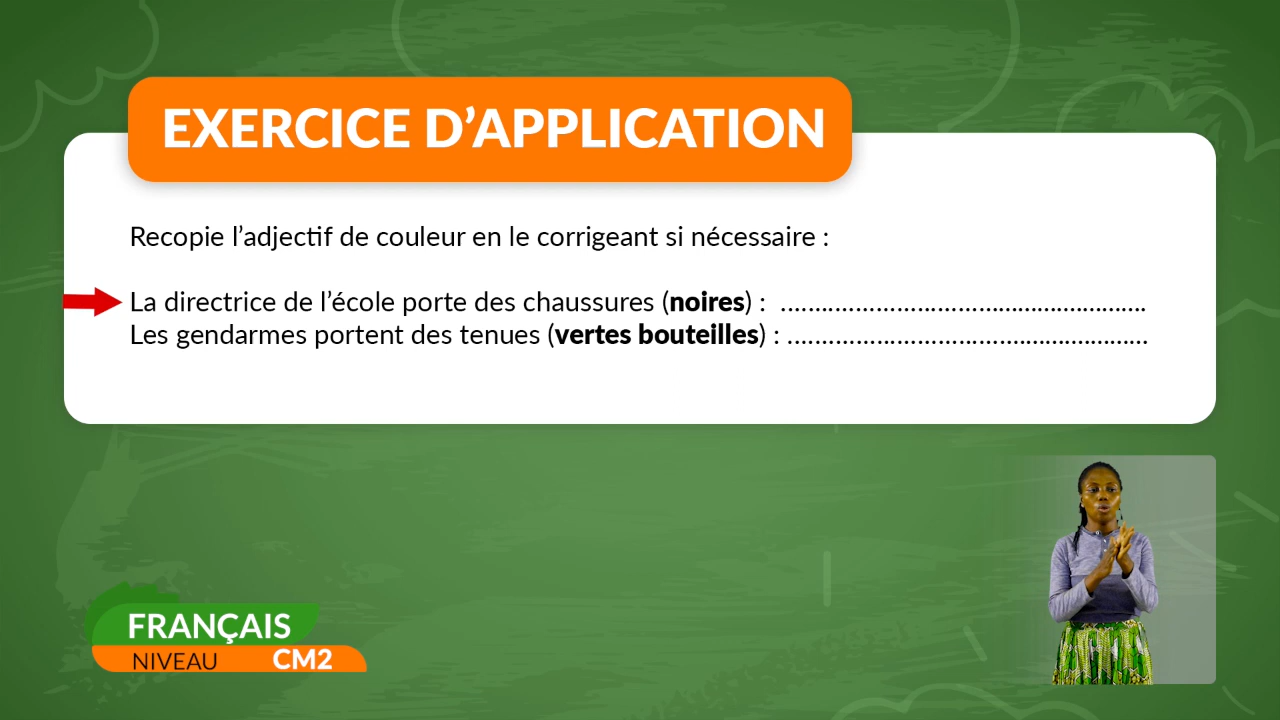 EXERCICE D’APPLICATION
Recopie l’adjectif de couleur en le corrigeant si nécessaire :
La directrice de l’école porte des chaussures (noires) : ………………………………………………
Les gendarmes portent des tenues (vertes bouteilles) : ………………………………………………
FRANÇAIS
NIVEAU CM2